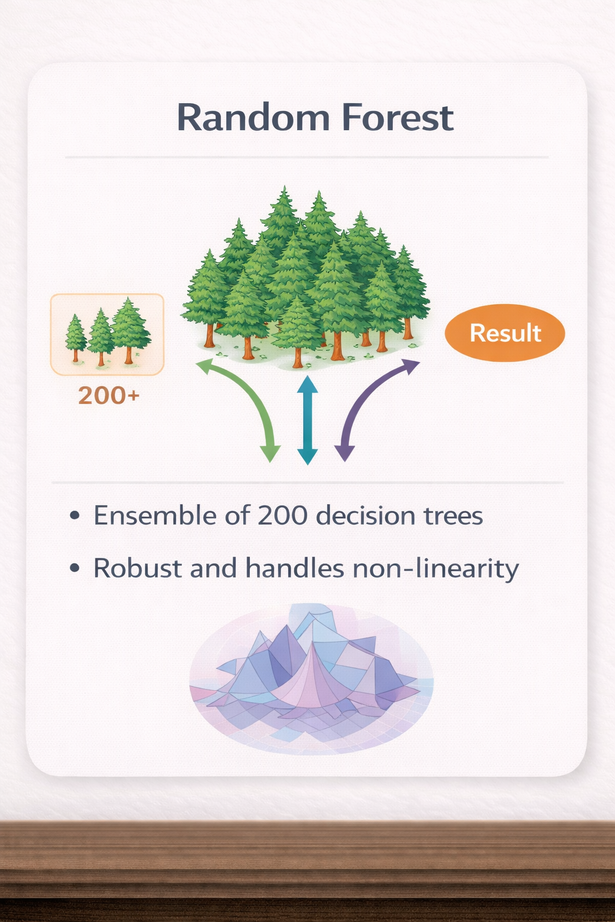 Random Forest
200+
Result
• Ensemble of 200 decision trees
• Robust and handles non-linearity